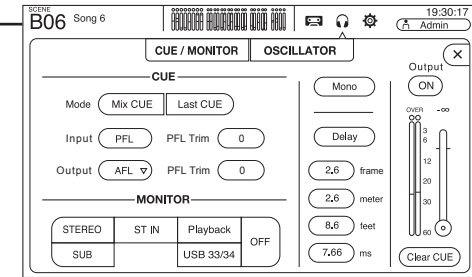 SCENE
B06 Song 6
19:30:17
Admin
CUE / MONITOR OSCILLATOR
CUE
Mode Mix CUE Last CUE
Input PFL PFL Trim 0
Output AFL PFL Trim 0
MONITOR
STEREO ST IN Playback OFF
SUB USB 33/34
Mono
Delay
2.6 frame
2.6 meter
8.6 feet
7.66 ms
Output
ON
OVER -∞
3
6
12
20
30
60
Clear CUE